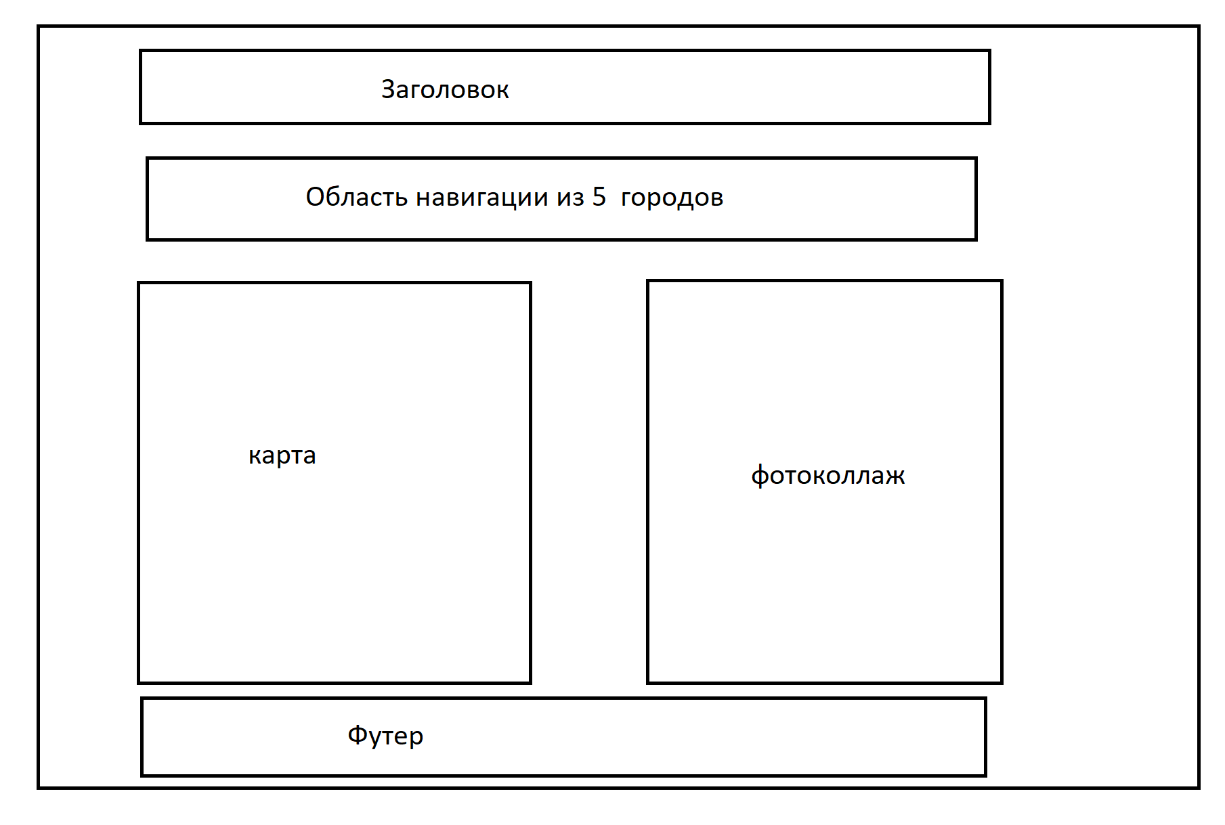 Заголовок
Область навигации из 5  городов
карта
фотоколлаж
Футер